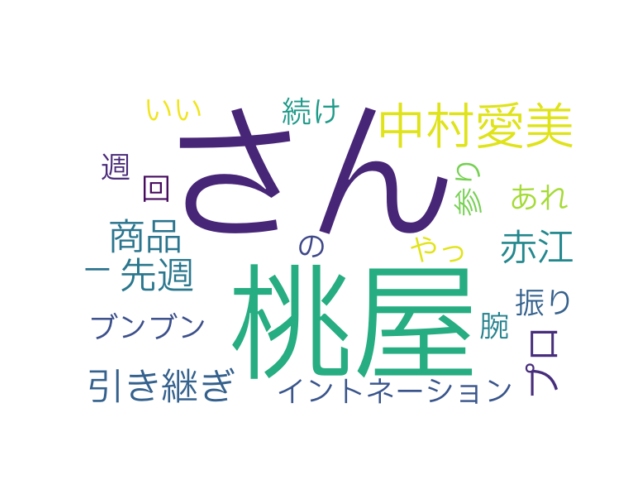 いい
続け
中村愛美
さん
週
回
参り
あれ
商品
の
やっ
赤江
一
先週
桃屋
振り
ブンブン
腕
プロ
引き継ぎ
イントネーション